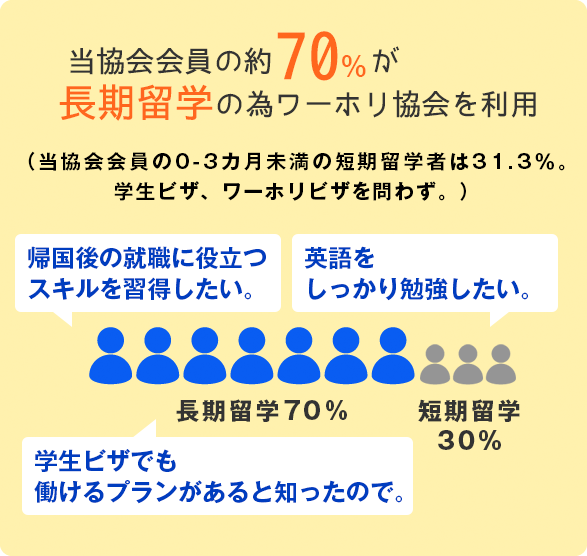 当協会会員の約70%が
長期留学の為ワーホリ協会を利用
（当協会会員の0-3カ月未満の短期留学者は31.3%。
学生ビザ、ワーホリビザを問わず。）
帰国後の就職に役立つ
スキルを習得したい。
英語を
しっかり勉強したい。
長期留学70%
短期留学
30%
学生ビザでも
働けるプランがあると知ったので。